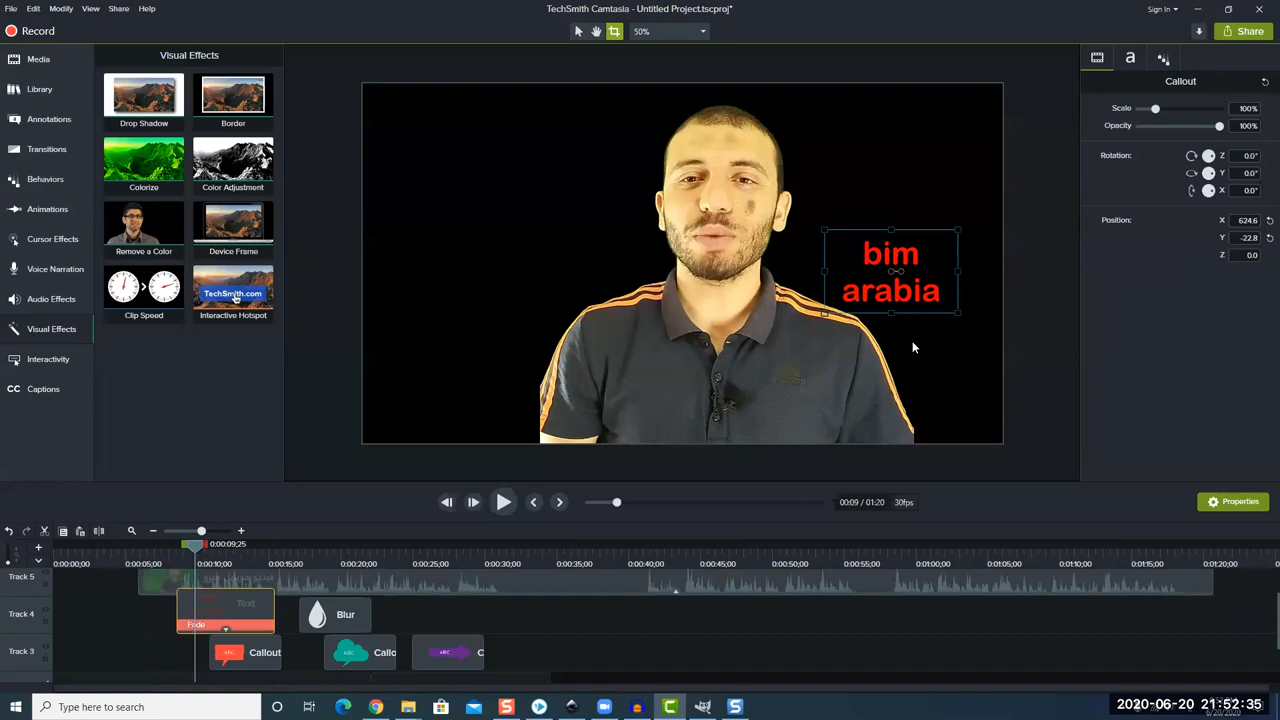 File Edit Modify View Share Help
TechSmith Camtasia - Untitled Project.tscproj*
Sign In
Record
50%
Share
Media
Library
Annotations
Transitions
Behaviors
Animations
Cursor Effects
Voice Narration
Audio Effects
Visual Effects
Interactivity
CC Captions
Visual Effects
Drop Shadow Border
Colorize Color Adjustment
Remove a Color Device Frame
TechSmith.com
Clip Speed Interactive Hotspot
bim
arabia
a
Callout
Scale 100%
Opacity 100%
Rotation: Z 0.0°
Y 0.0°
X 0.0°
Position: X 624.6
Y -22.8
Z 0.0
00:09 / 01:20 30fps
Properties
0:00:09;25
0:00:00;00 0:00:05;00 0:00:10;00 0:00:15;00 0:00:20;00 0:00:25;00 0:00:30;00 0:00:35;00 0:00:40;00 0:00:45;00 0:00:50;00 0:00:55;00 0:01:00;00 0:01:05;00 0:01:10;00 0:01:15;00 0:01:20;00
Track 5
Track 4 Text Blur
Fade
Track 3 ABC Callout ABC Callo ABC C
Type here to search
2020-06-20 21:52:35